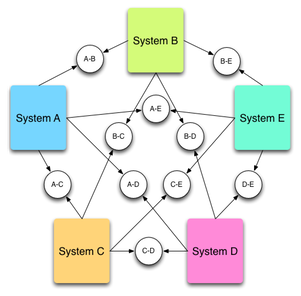 System B
A-B
B-E
System A
A-E
System E
B-C
B-D
A-C
A-D
C-E
D-E
System C
C-D
System D